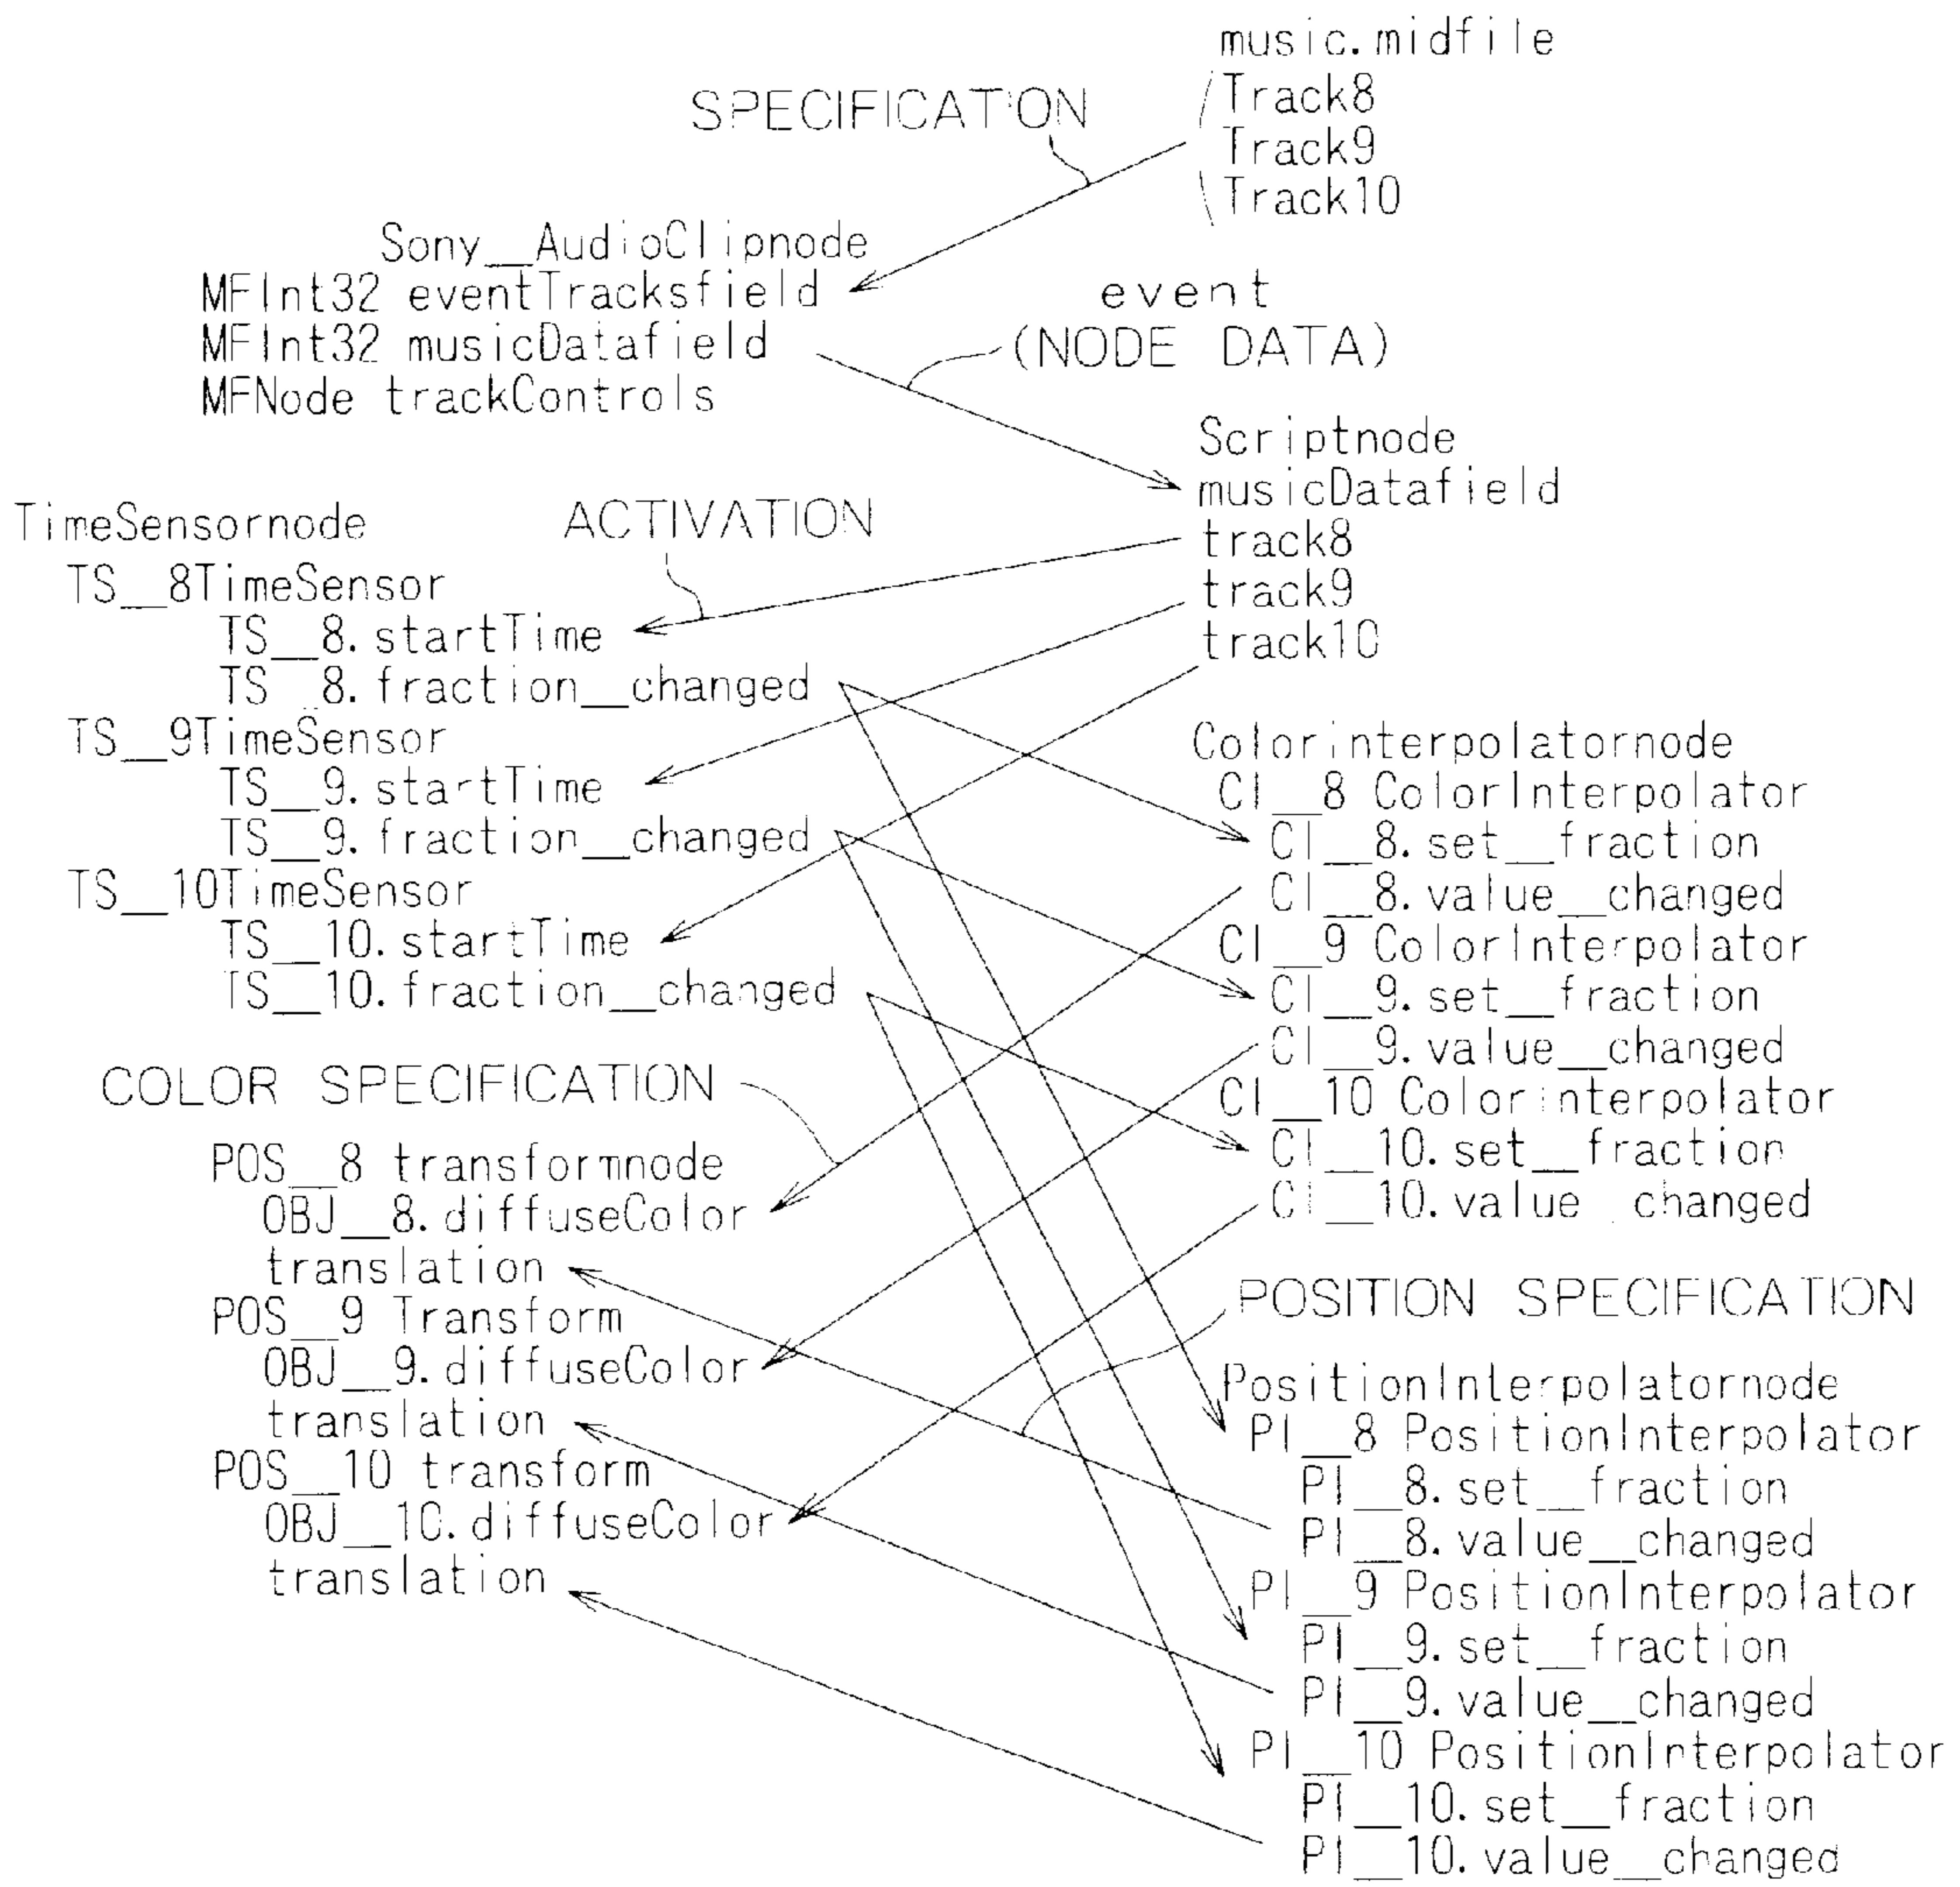 music.midfile
Track8
Track9
Track10
SPECIFICATION
Sony__AudioClipnode
MFInt32 eventTracksfield
MFInt32 musicDatafield
MFNode trackControls
event
(NODE DATA)
Scriptnode
musicDatafield
track8
track9
track10
TimeSensornode
ACTIVATION
TS__8TimeSensor
TS__8.startTime
TS__8.fraction__changed
TS__9TimeSensor
TS__9.startTime
TS__9.fraction__changed
TS__10TimeSensor
TS__10.startTime
TS__10.fraction__changed
Colorinterpolatornode
CI__8 ColorInterpolator
CI__8.set__fraction
CI__8.value__changed
CI__9 ColorInterpolator
CI__9.set__fraction
CI__9.value__changed
CI__10 Colorinterpolator
CI__10.set__fraction
CI__10.value__changed
COLOR SPECIFICATION
POS__8 transformnode
OBJ__8.diffuseColor
translation
POS__9 Transform
OBJ__9.diffuseColor
translation
POS__10 transform
OBJ__10.diffuseColor
translation
POSITION SPECIFICATION
PositionInterpolatornode
PI__8 PositionInterpolator
PI__8.set__fraction
PI__8.value__changed
PI__9 PositionInterpolator
PI__9.set__fraction
PI__9.value__changed
PI__10 PositionInterpolator
PI__10.set__fraction
PI__10.value__changed